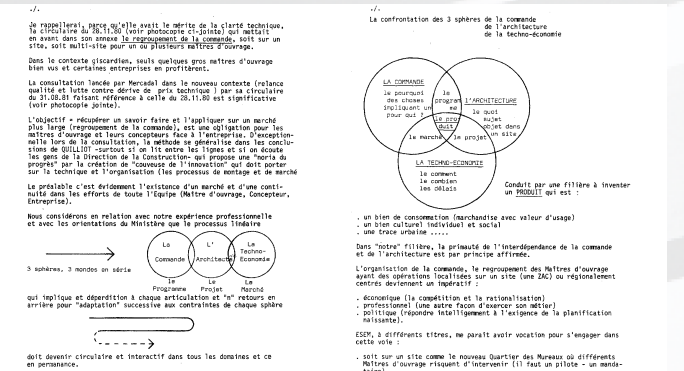 ./.
Je rappellerai, parce qu'elle avait le mérite de la clarté technique,
la circulaire du 28.11.80 (voir photocopie ci-jointe) qui mettait
en avant dans son annexe le regroupement de la commande, soit sur un
site, soit multi-site pour un ou plusieurs maîtres d'ouvrage.
Dans le contexte giscardien, seuls quelques gros maîtres d'ouvrage
bien vus et certaines entreprises en profitèrent.
La consultation lancée par Mercadal dans le nouveau contexte (relance
qualité et lutte contre dérive de prix technique ) par sa circulaire
du 31.08.81 faisant référence à celle du 28.11.80 est significative
(voir photocopie jointe).
L'objectif = récupérer un savoir faire et l'appliquer sur un marché
plus large (regroupement de la commande), est une obligation pour les
maîtres d'ouvrage et leurs concepteurs face à l'entreprise. D'exception-
nelle lors de la consultation, la méthode se généralise dans les conclu-
sions de QUILLIOT -surtout si on lit entre les lignes et si on écoute
les gens de la Direction de la Construction- qui propose une "noria du
progrès" par la création de "couveuse de l'innovation" qui doit porter
sur la technique et l'organisation (les processus de montage et de marché
Le préalable c'est évidemment l'existence d'un marché et d'une conti-
nuité dans les efforts de toute l'Equipe (Maître d'ouvrage, Concepteur,
Entreprise).
Nous considérons en relation avec notre expérience professionnelle
et avec les orientations du Ministère que le processus linéaire
La
Commande
L'
Architecte
La
Techno-
Economie
3 sphères, 3 mondes en série
le
Programme
Le
Projet
Le
Marché
qui implique et déperdition à chaque articulation et "n" retours en
arrière pour "adaptation" successive aux contraintes de chaque sphère
doit devenir circulaire et interactif dans tous les domaines et ce
en permanence.
./.
La confrontation des 3 sphères de la commande
de l'architecture
de la techno-économie
LA COMMANDE
le pourquoi
des choses
impliquant un
pour qui ?
le
program
me
L'ARCHITECTURE
le quoi
sujet
objet dans
un site
le pro
duit
le marché
le projet
LA TECHNO-ECONOMIE
le comment
le combien
les délais
Conduit par une filière à inventer
un PRODUIT qui est :
. un bien de consommation (marchandise avec valeur d'usage)
. un bien culturel individuel et social
. une trace urbaine .....
Dans "notre" filière, la primauté de l'interdépendance de la commande
et de l'architecture est par principe affirmée.
L'organisation de la commande, le regroupement des Maîtres d'ouvrage
ayant des opérations localisées sur un site (une ZAC) ou régionalement
centrés deviennent un impératif :
. économique (la compétition et la rationalisation)
. professionnel (une autre façon d'exercer son métier)
. politique (répondre intelligemment à l'exigence de la planification
naissante).
ESEM, à différents titres, me paraît avoir vocation pour s'engager dans
cette voie :
. soit sur un site comme le nouveau Quartier des Mureaux où différents
Maîtres d'ouvrage risquent d'intervenir (il faut un pilote - un manda-